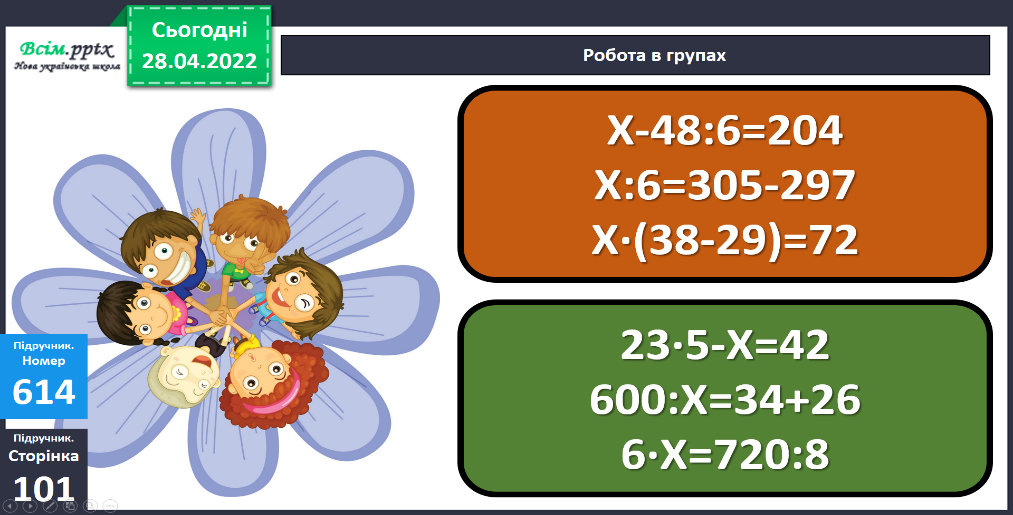 Всім.pptx
Нова українська школа
Сьогодні
28.04.2022
Робота в групах
Х-48:6=204
Х:6=305-297
Х·(38-29)=72
23·5-Х=42
600:Х=34+26
6·Х=720:8
Підручник.
Номер
614
Підручник.
Сторінка
101